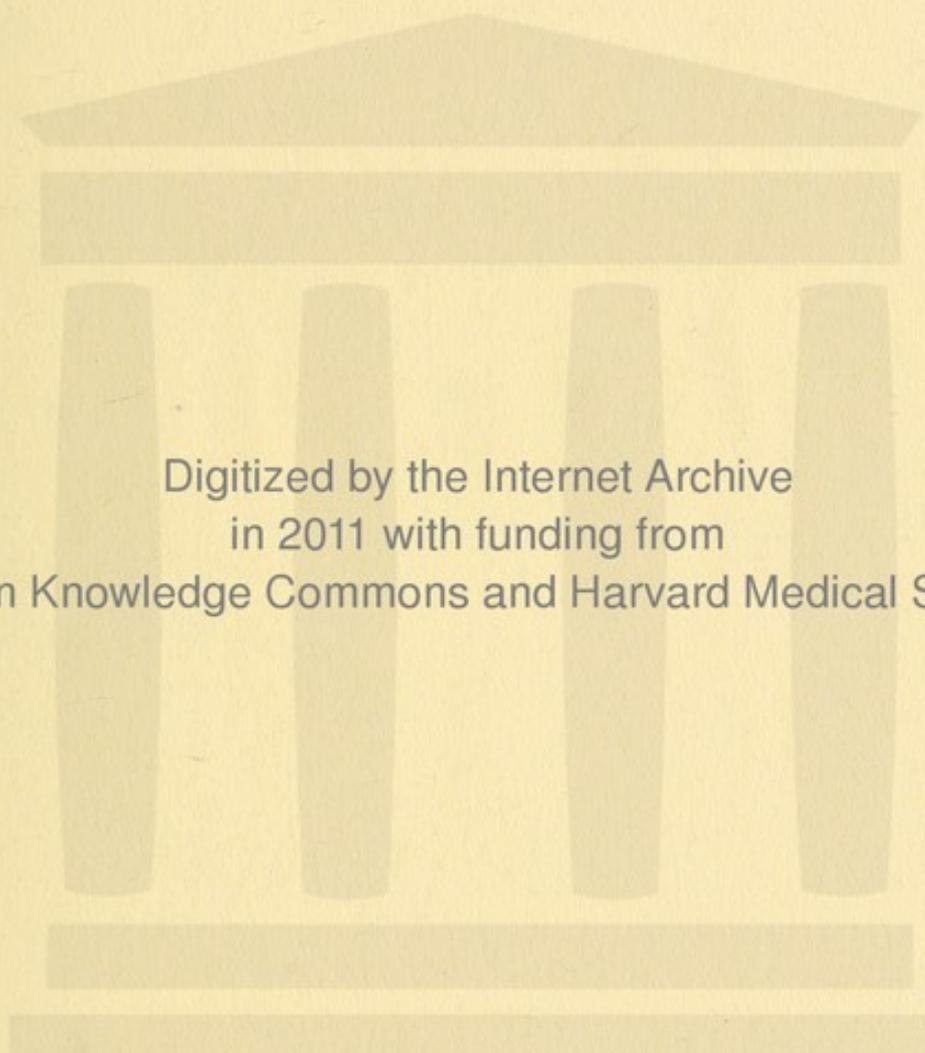 Digitized by the Internet Archive
in 2011 with funding from
n Knowledge Commons and Harvard Medical S